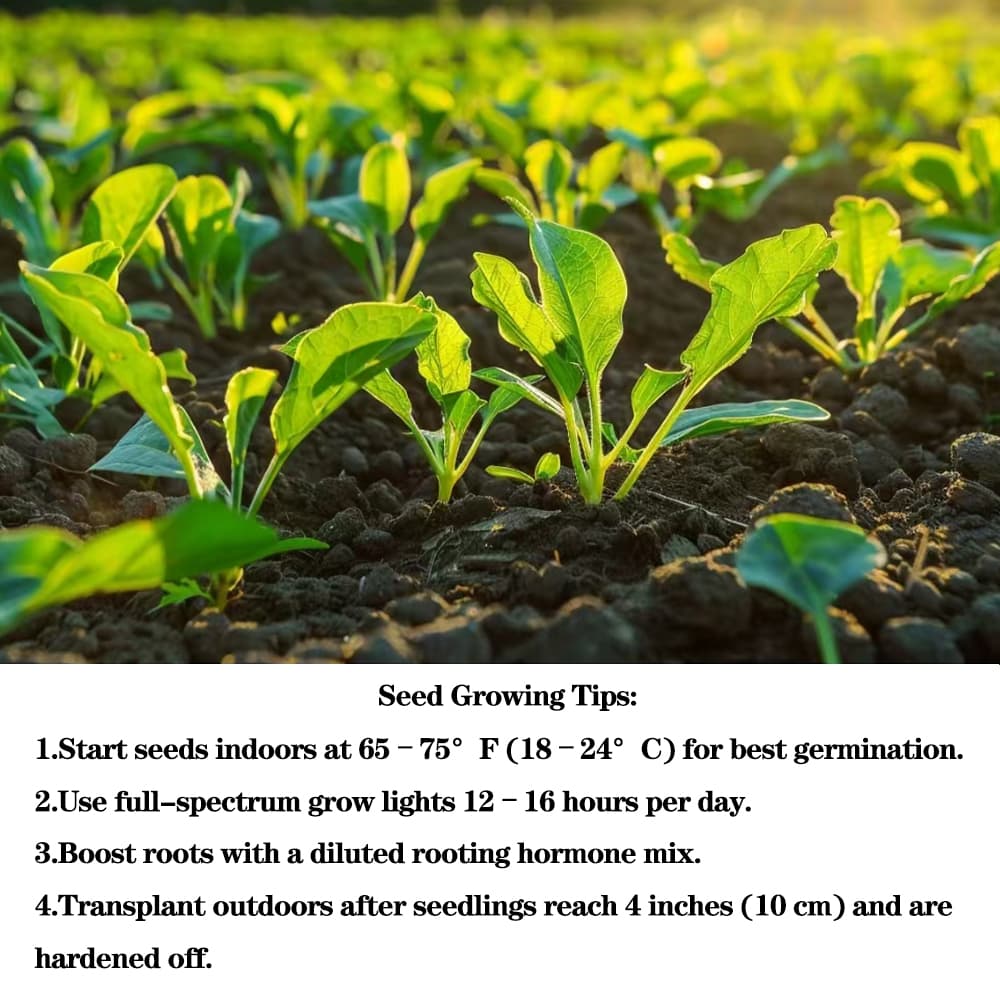 Seed Growing Tips:
1.Start seeds indoors at 65 – 75° F (18 – 24° C) for best germination.
2.Use full–spectrum grow lights 12 – 16 hours per day.
3.Boost roots with a diluted rooting hormone mix.
4.Transplant outdoors after seedlings reach 4 inches (10 cm) and are
hardened off.